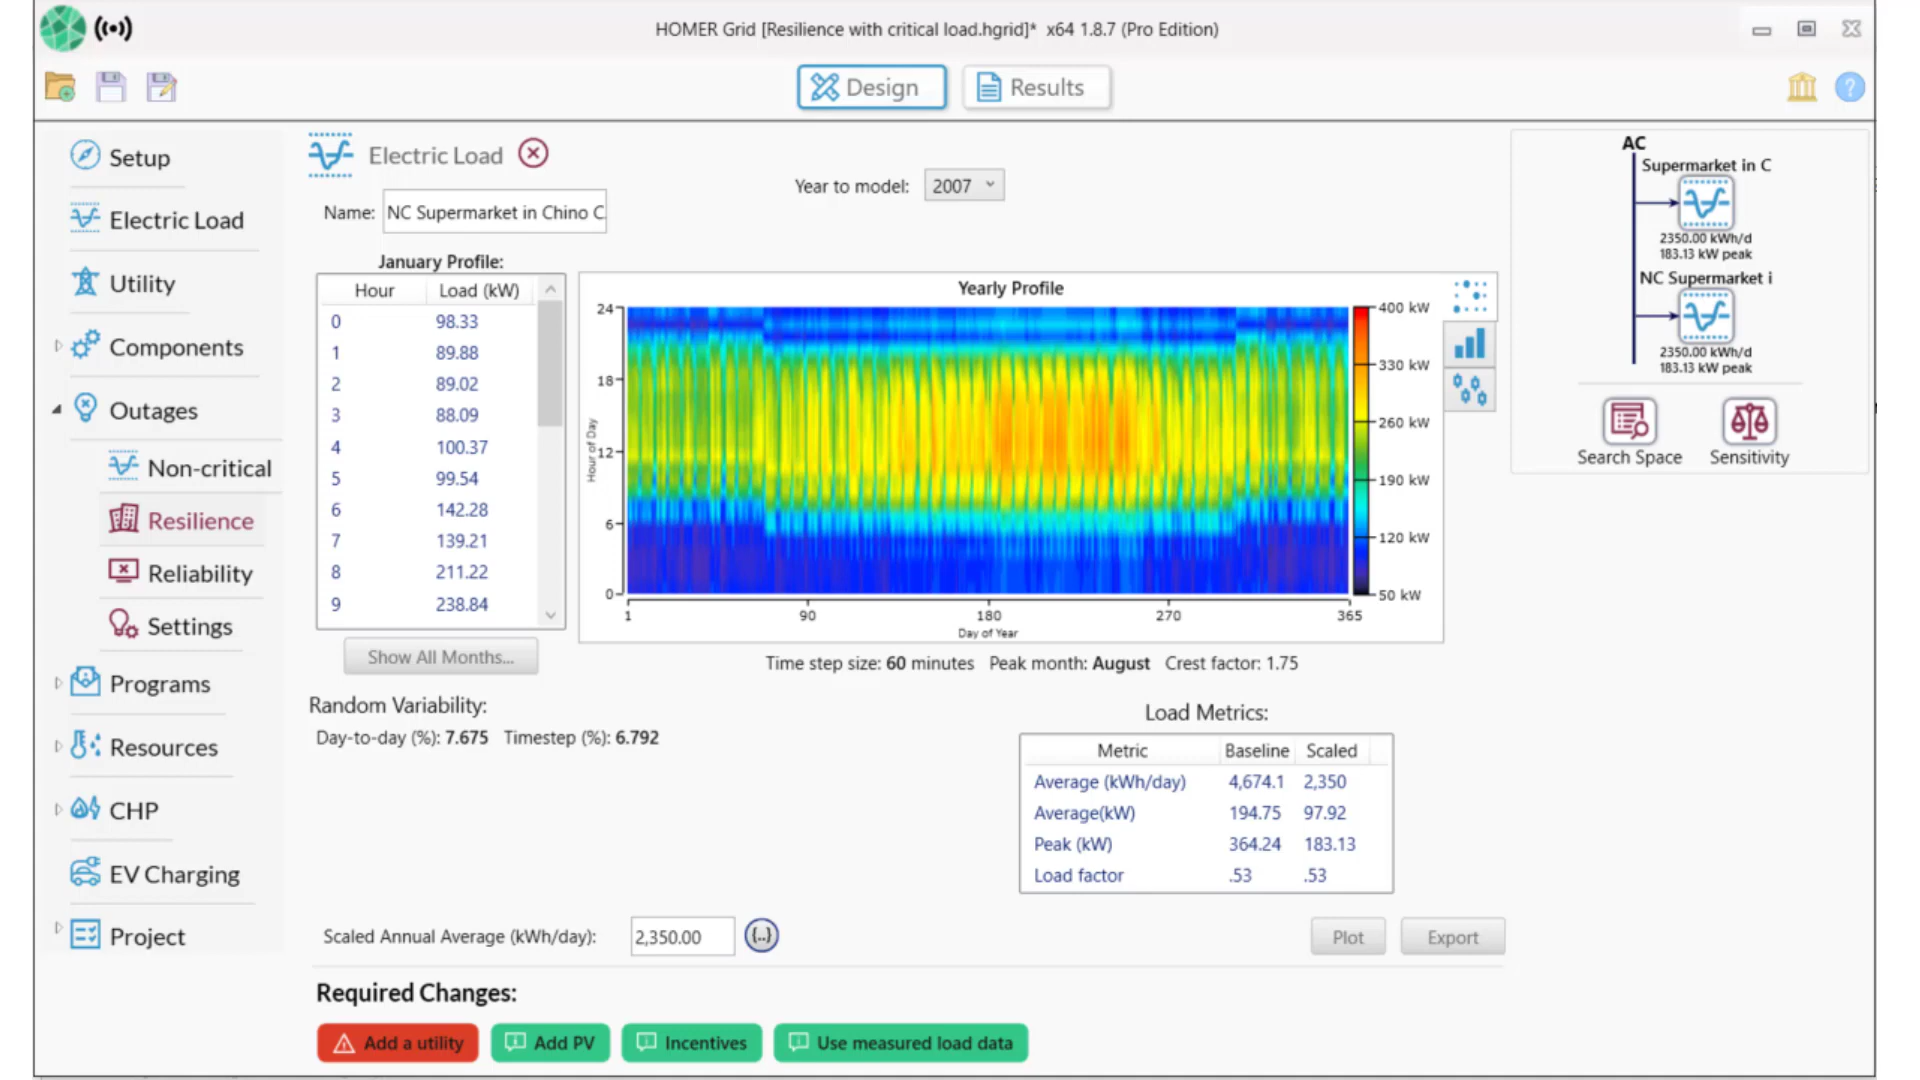 HOMER Grid [Resilience with critical load.hgrid]* x64 1.8.7 (Pro Edition)
Design
Results
Setup
Electric Load
Utility
Components
Outages
Non-critical
Resilience
Reliability
Settings
Programs
Resources
CHP
EV Charging
Project
Electric Load
Name: NC Supermarket in Chino C
Year to model: 2007
January Profile:
Hour Load (kW)
0 98.33
1 89.88
2 89.02
3 88.09
4 100.37
5 99.54
6 142.28
7 139.21
8 211.22
9 238.84
Show All Months...
Yearly Profile
Hour of Day
24
18
12
6
0
1 90 180 270 365
Day of Year
400 kW
330 kW
260 kW
190 kW
120 kW
50 kW
Time step size: 60 minutes Peak month: August Crest factor: 1.75
Random Variability:
Day-to-day (%): 7.675 Timestep (%): 6.792
Load Metrics:
Metric Baseline Scaled
Average (kWh/day) 4,674.1 2,350
Average(kW) 194.75 97.92
Peak (kW) 364.24 183.13
Load factor .53 .53
Scaled Annual Average (kWh/day): 2,350.00 {..}
Plot
Export
Required Changes:
Add a utility
Add PV
Incentives
Use measured load data
AC
Supermarket in C
2350.00 kWh/d
183.13 kW peak
NC Supermarket i
2350.00 kWh/d
183.13 kW peak
Search Space
Sensitivity